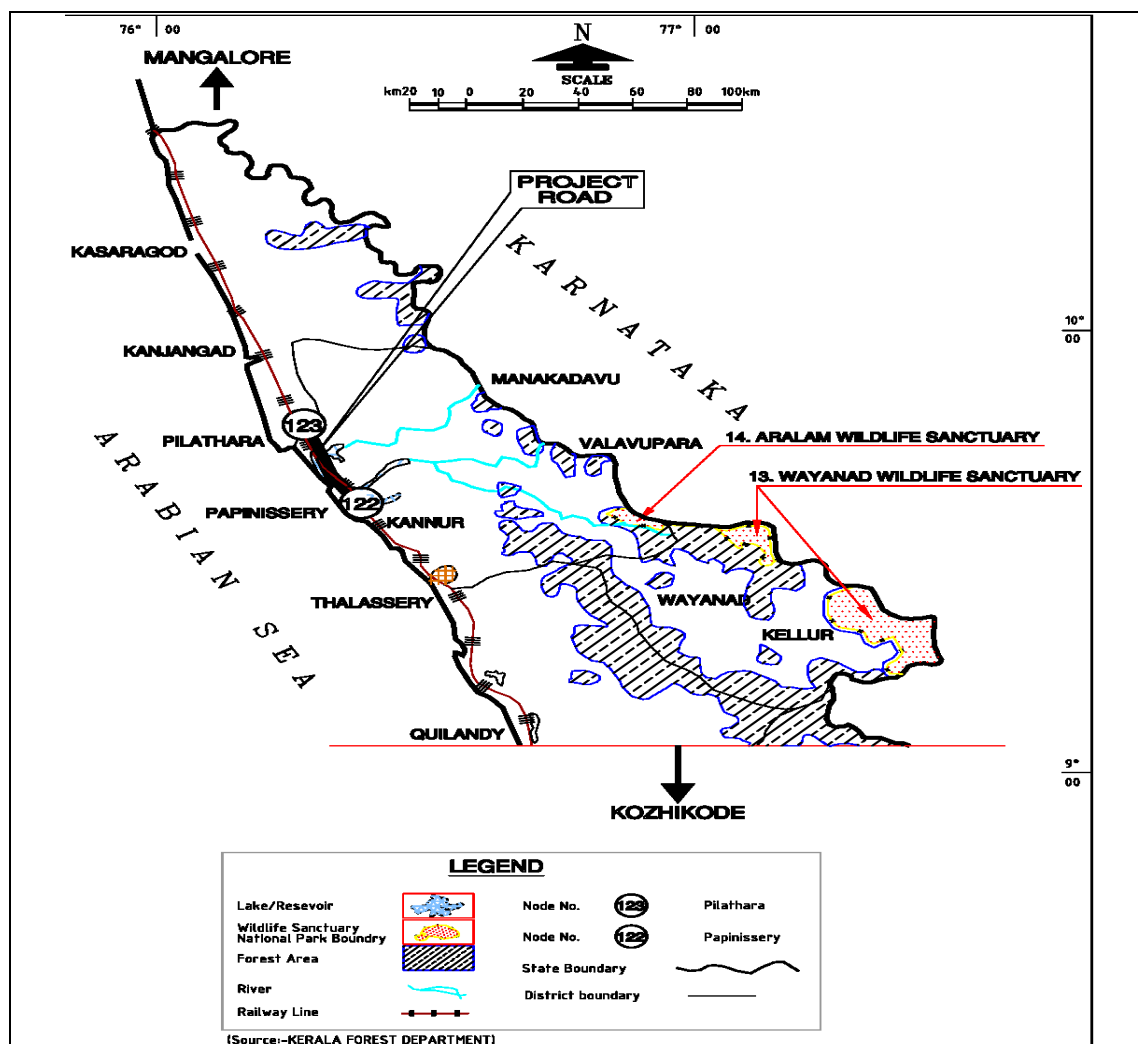 76° 00
77° 00
N
MANGALORE
SCALE
km20 10 0 20 40 60 80 100km
PROJECT
ROAD
KARNATAKA
KASARAGOD
10°
00
KANJANGAD
MANAKADAVU
123
PILATHARA
VALAVUPARA
14. ARALAM WILDLIFE SANCTUARY
13. WAYANAD WILDLIFE SANCTUARY
ARABIAN SEA
122
PAPINISSERY
KANNUR
THALASSERY
WAYANAD
KELLUR
QUILANDY
9°
00
KOZHIKODE
LEGEND
Lake/Resevoir
Node No. 123 Pilathara
Wildlife Sanctuary
National Park Boundry
Node No. 122 Papinissery
Forest Area
State Boundary
River
District boundary
Railway Line
(Source:-KERALA FOREST DEPARTMENT)